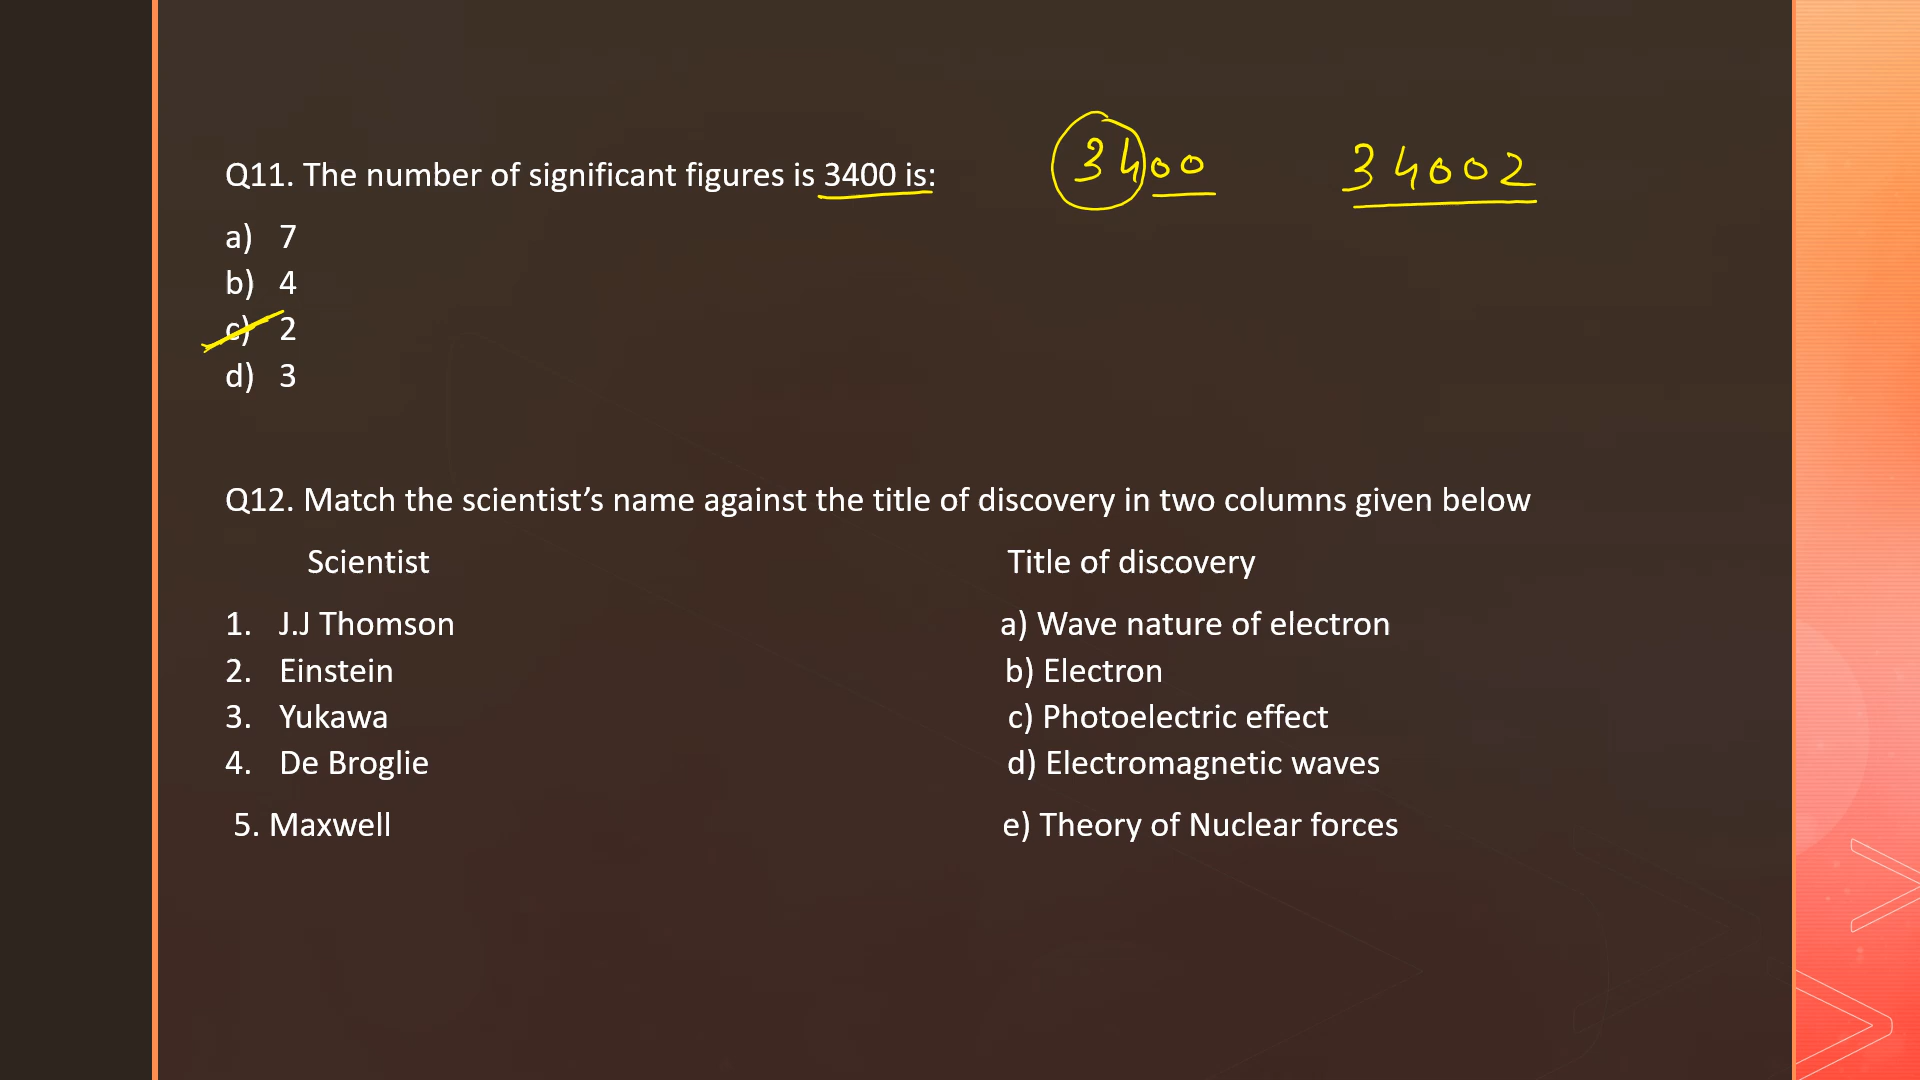 Q11. The number of significant figures is 3400 is:
3400
34002
a) 7
b) 4
c) 2
d) 3
Q12. Match the scientist’s name against the title of discovery in two columns given below
Scientist Title of discovery
1. J.J Thomson a) Wave nature of electron
2. Einstein b) Electron
3. Yukawa c) Photoelectric effect
4. De Broglie d) Electromagnetic waves
5. Maxwell e) Theory of Nuclear forces